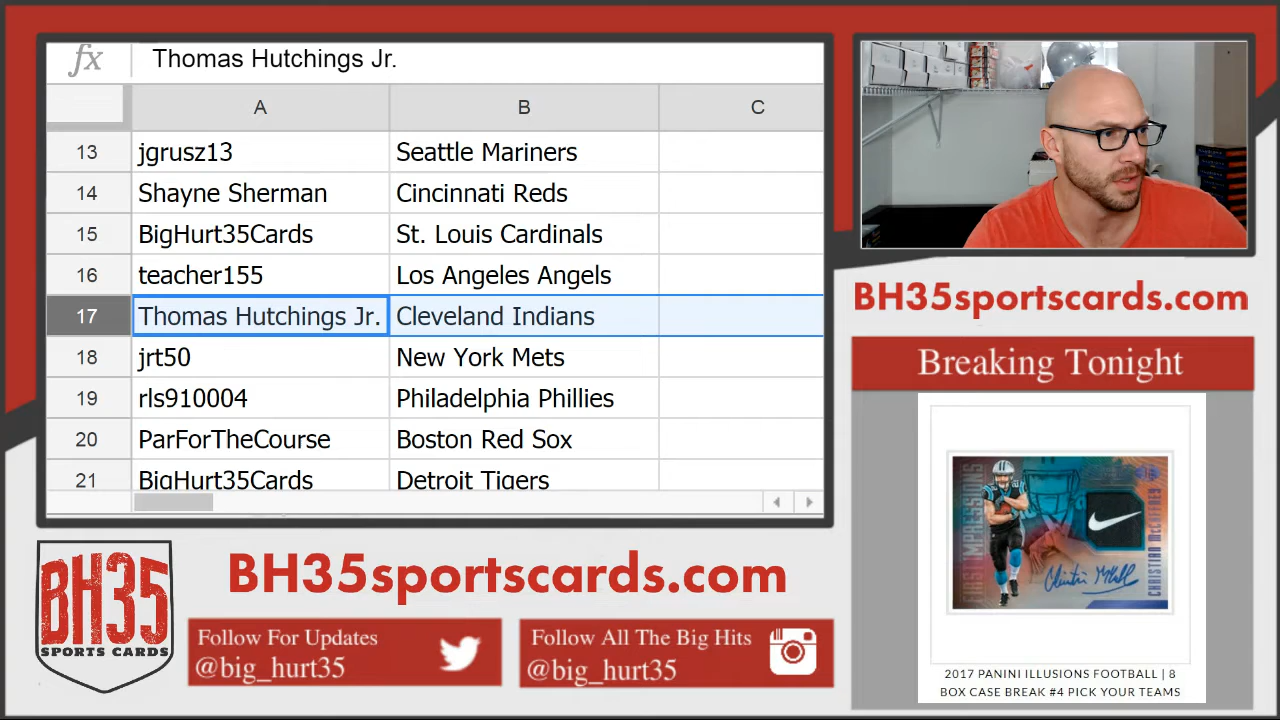 fx Thomas Hutchings Jr.
A B C
13 jgrusz13 Seattle Mariners
14 Shayne Sherman Cincinnati Reds
15 BigHurt35Cards St. Louis Cardinals
16 teacher155 Los Angeles Angels
17 Thomas Hutchings Jr. Cleveland Indians
18 jrt50 New York Mets
19 rls910004 Philadelphia Phillies
20 ParForTheCourse Boston Red Sox
21 BigHurt35Cards Detroit Tigers
BH35sportscards.com
Breaking Tonight
FIRST IMPRESSIONS
CHRISTIAN McCAFFREY
2017 PANINI ILLUSIONS FOOTBALL | 8
BOX CASE BREAK #4 PICK YOUR TEAMS
BH35
SPORTS CARDS
BH35sportscards.com
Follow For Updates
@big_hurt35
Follow All The Big Hits
@big_hurt35